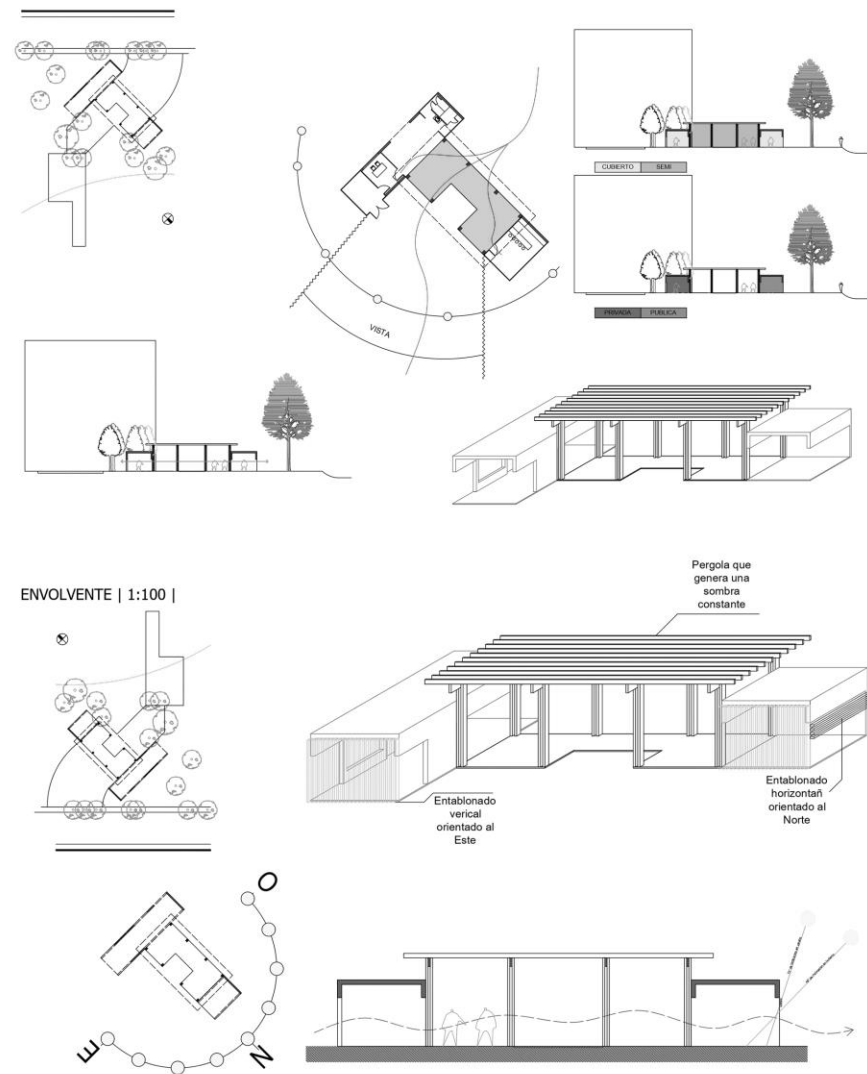 CUBIERTO SEMI
PRIVADA PUBLICA
VISTA
ENVOLVENTE | 1:100 |
Pergola que
genera una
sombra
constante
Entablonado
verical
orientado al
Este
Entablonado
horizontañ
orientado al
Norte
O
N
E